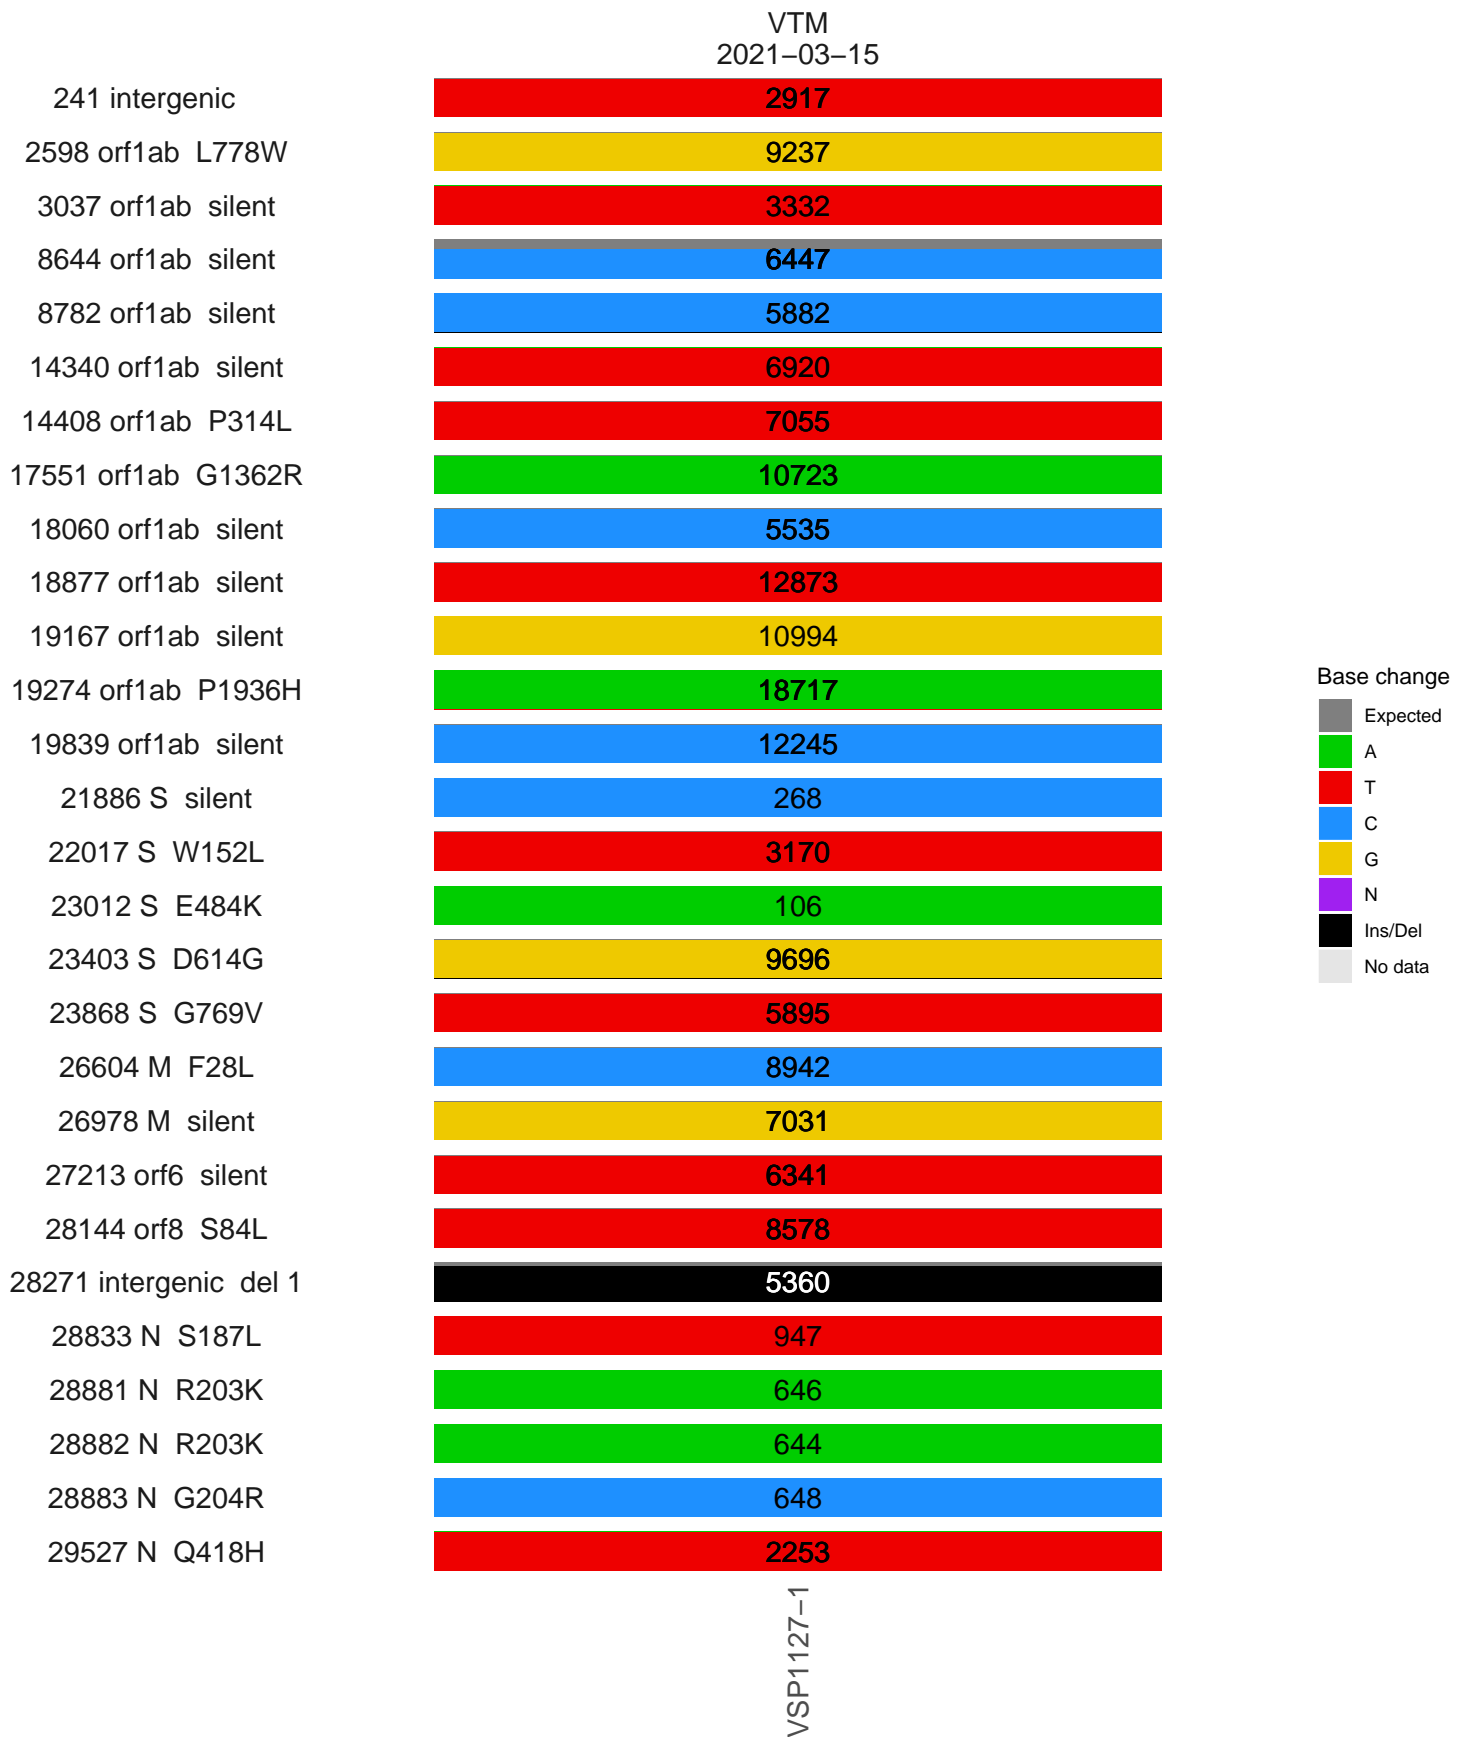 VTM
2021–03–15
241 intergenic 2917
2598 orf1ab L778W 9237
3037 orf1ab silent 3332
8644 orf1ab silent 6447
8782 orf1ab silent 5882
14340 orf1ab silent 6920
14408 orf1ab P314L 7055
17551 orf1ab G1362R 10723
18060 orf1ab silent 5535
18877 orf1ab silent 12873
19167 orf1ab silent 10994
19274 orf1ab P1936H 18717
19839 orf1ab silent 12245
21886 S silent 268
22017 S W152L 3170
23012 S E484K 106
23403 S D614G 9696
23868 S G769V 5895
26604 M F28L 8942
26978 M silent 7031
27213 orf6 silent 6341
28144 orf8 S84L 8578
28271 intergenic del 1 5360
28833 N S187L 947
28881 N R203K 646
28882 N R203K 644
28883 N G204R 648
29527 N Q418H 2253
VSP1127–1
Base change
Expected
A
T
C
G
N
Ins/Del
No data